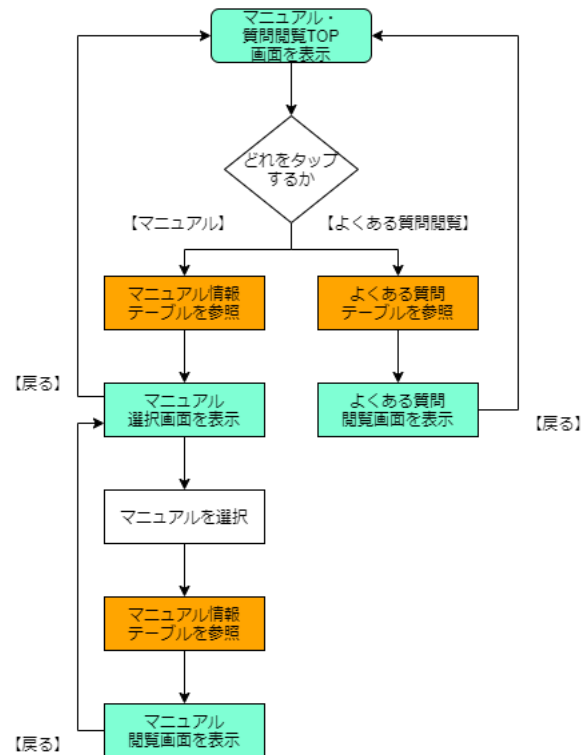 マニュアル・
質問閲覧TOP
画面を表示
どれをタップ
するか
【マニュアル】
【よくある質問閲覧】
マニュアル情報
テーブルを参照
よくある質問
テーブルを参照
【戻る】
マニュアル
選択画面を表示
よくある質問
閲覧画面を表示
【戻る】
マニュアルを選択
マニュアル情報
テーブルを参照
マニュアル
閲覧画面を表示
【戻る】